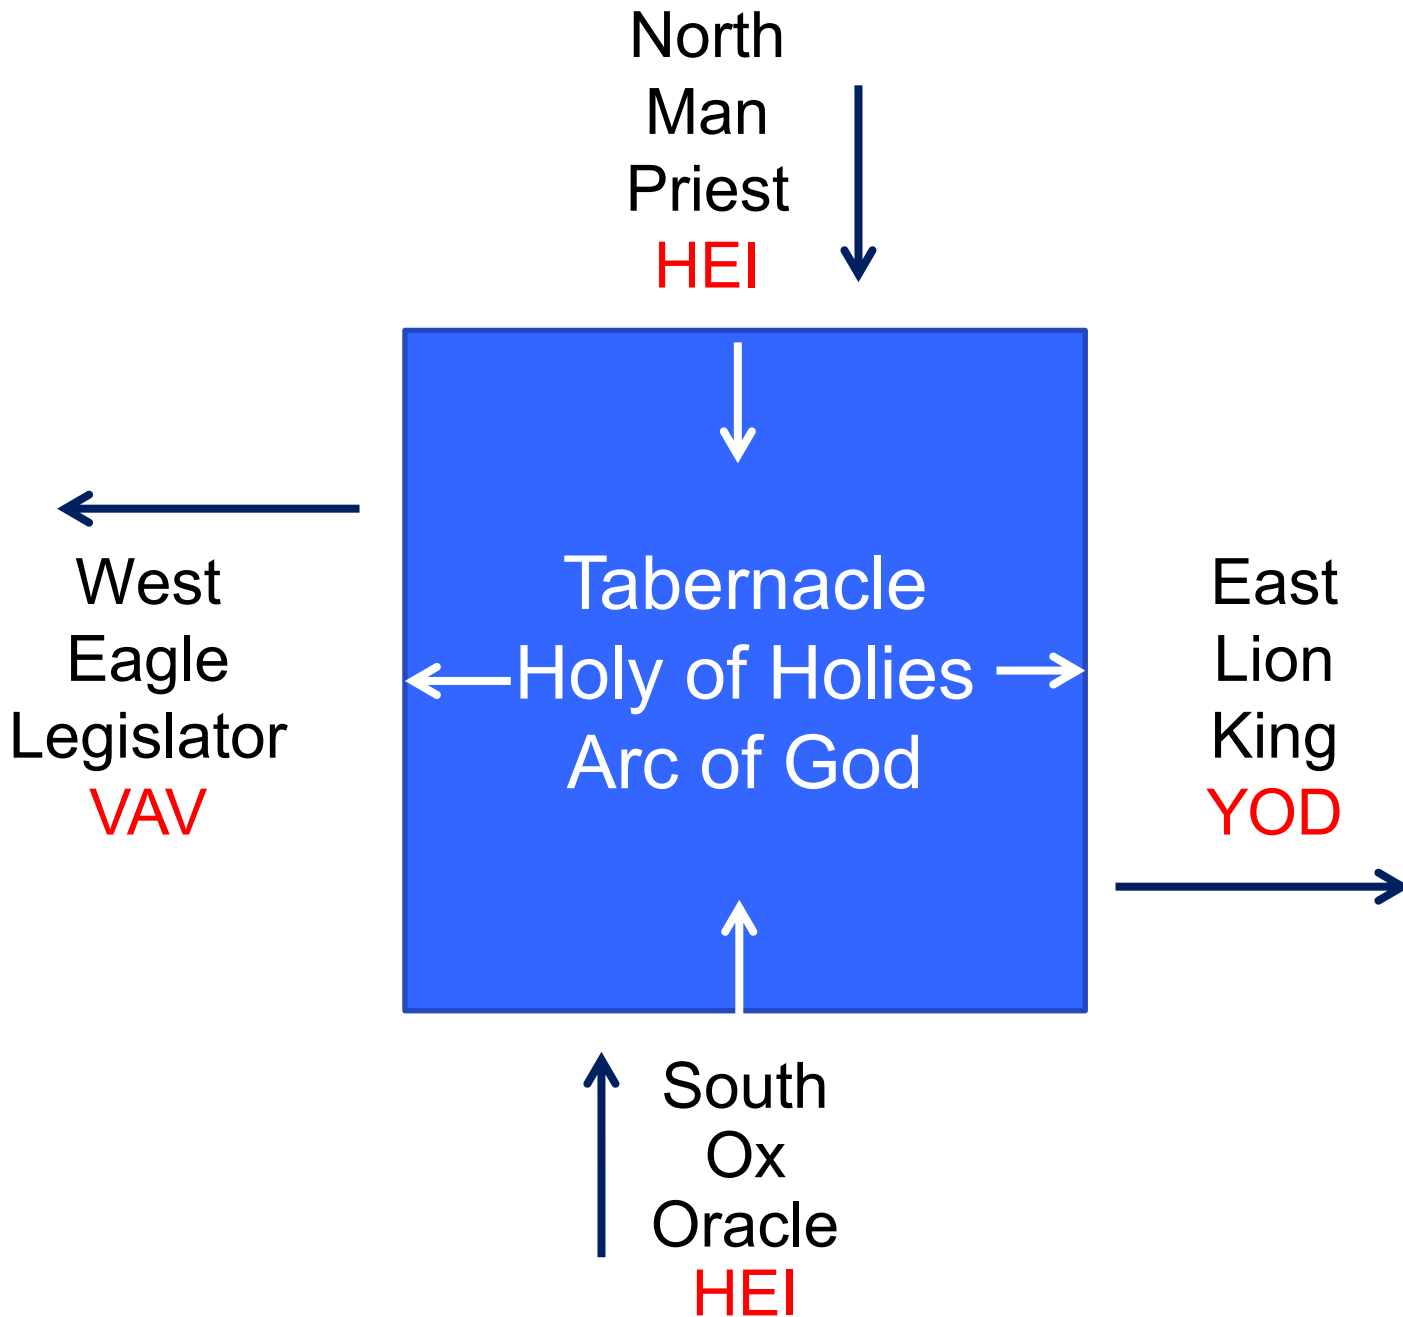 North
Man
Priest
HEI
West
Eagle
Legislator
VAV
Tabernacle
Holy of Holies
Arc of God
East
Lion
King
YOD
South
Ox
Oracle
HEI